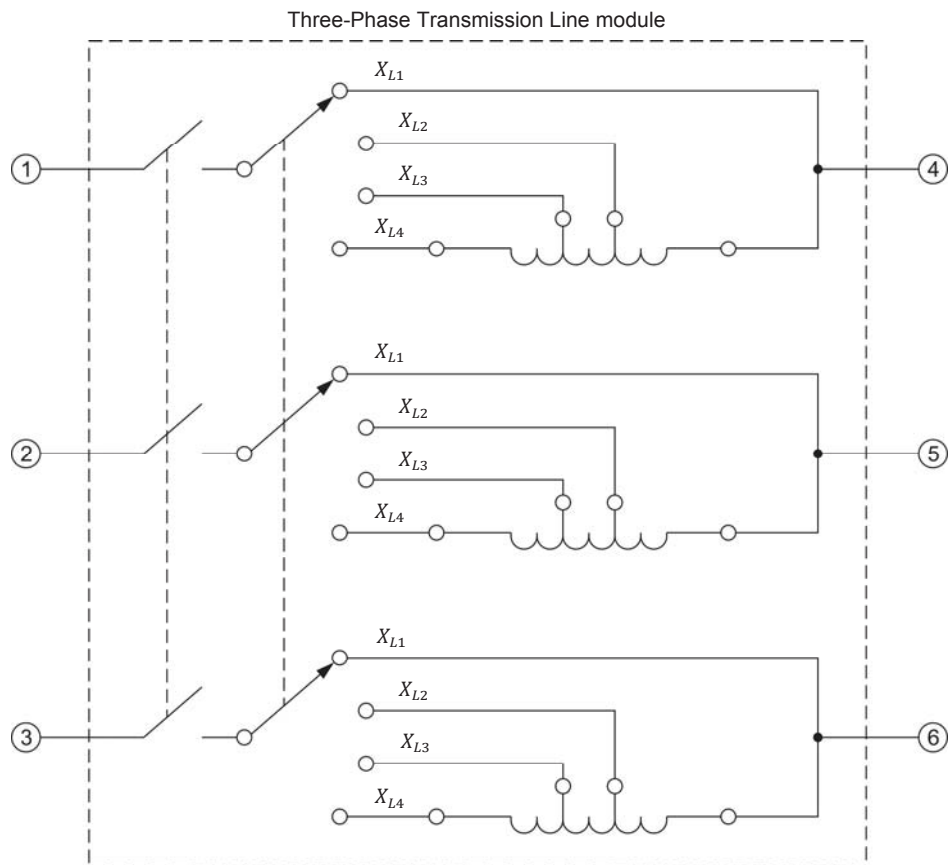 Three-Phase Transmission Line module
X_{L1}
X_{L2}
1
4
X_{L3}
X_{L4}
X_{L1}
X_{L2}
2
5
X_{L3}
X_{L4}
X_{L1}
X_{L2}
3
6
X_{L3}
X_{L4}